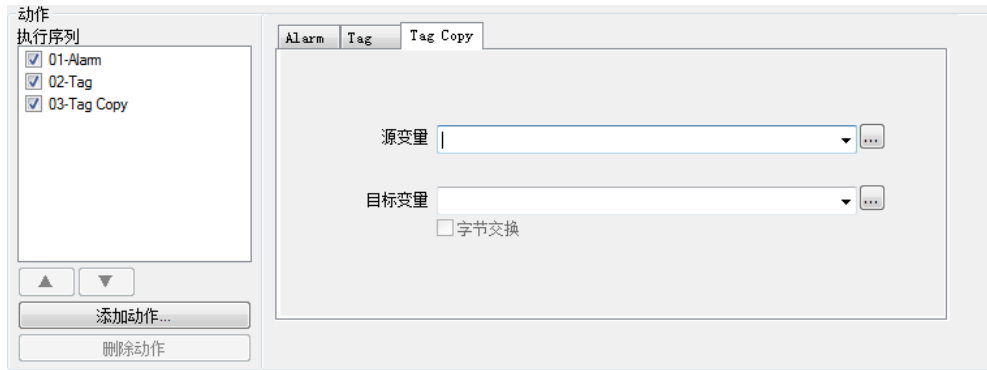 动作
执行序列
01-Alarm
02-Tag
03-Tag Copy
添加动作...
删除动作
Alarm Tag Tag Copy
源变量
...
目标变量
...
字节交换